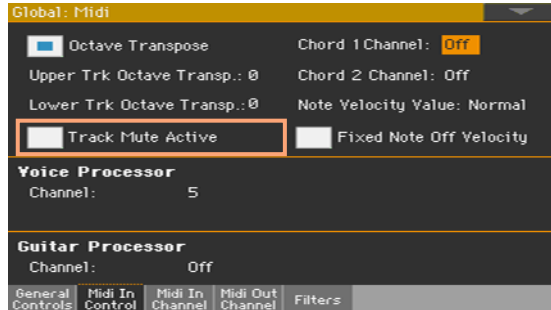 Global: Midi
Octave Transpose
Chord 1 Channel: Off
Upper Trk Octave Transp.: 0
Chord 2 Channel: Off
Lower Trk Octave Transp.: 0
Note Velocity Value: Normal
Track Mute Active
Fixed Note Off Velocity
Voice Processor
Channel: 5
Guitar Processor
Channel: Off
General Controls
Midi In Control
Midi In Channel
Midi Out Channel
Filters